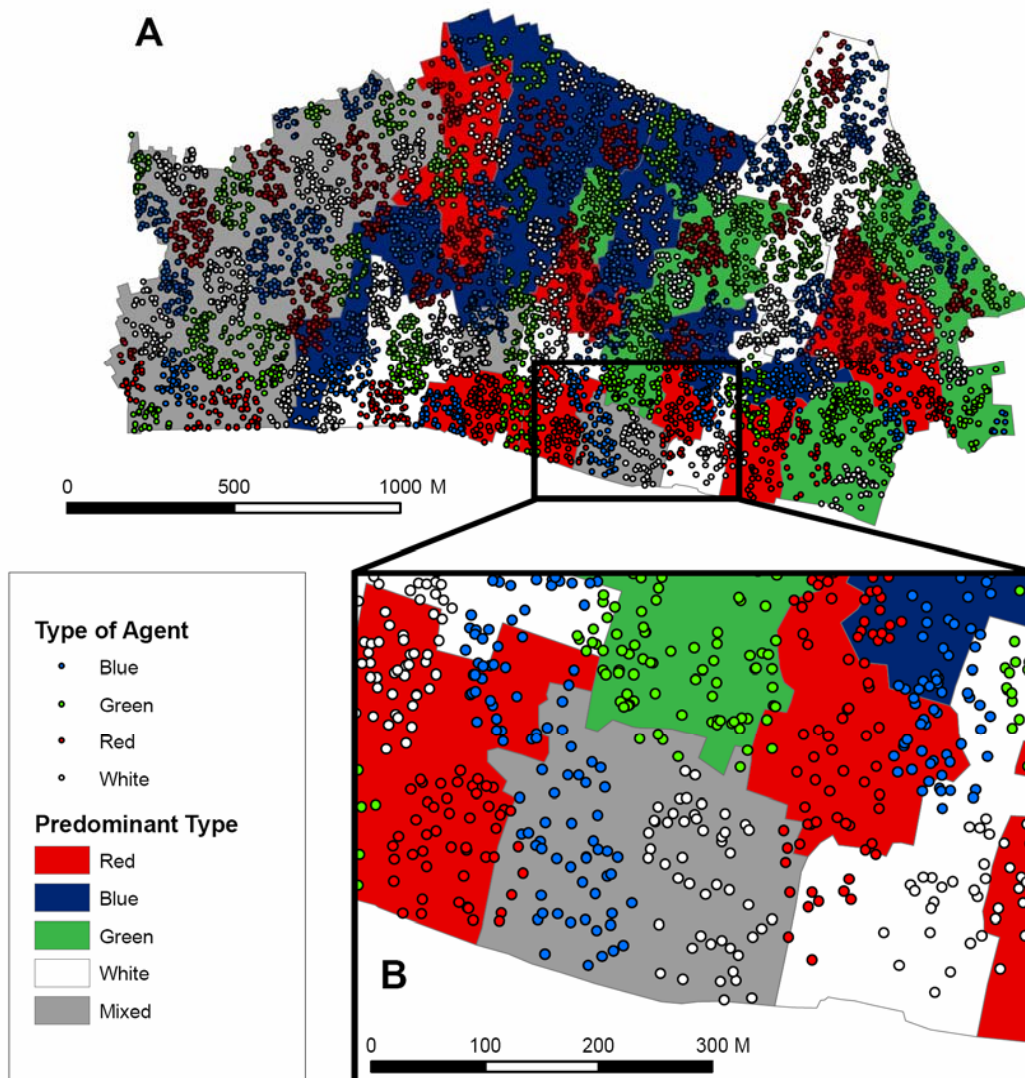 A
0 500 1000 M
Type of Agent
Blue
Green
Red
White
Predominant Type
Red
Blue
Green
White
Mixed
B
0 100 200 300 M